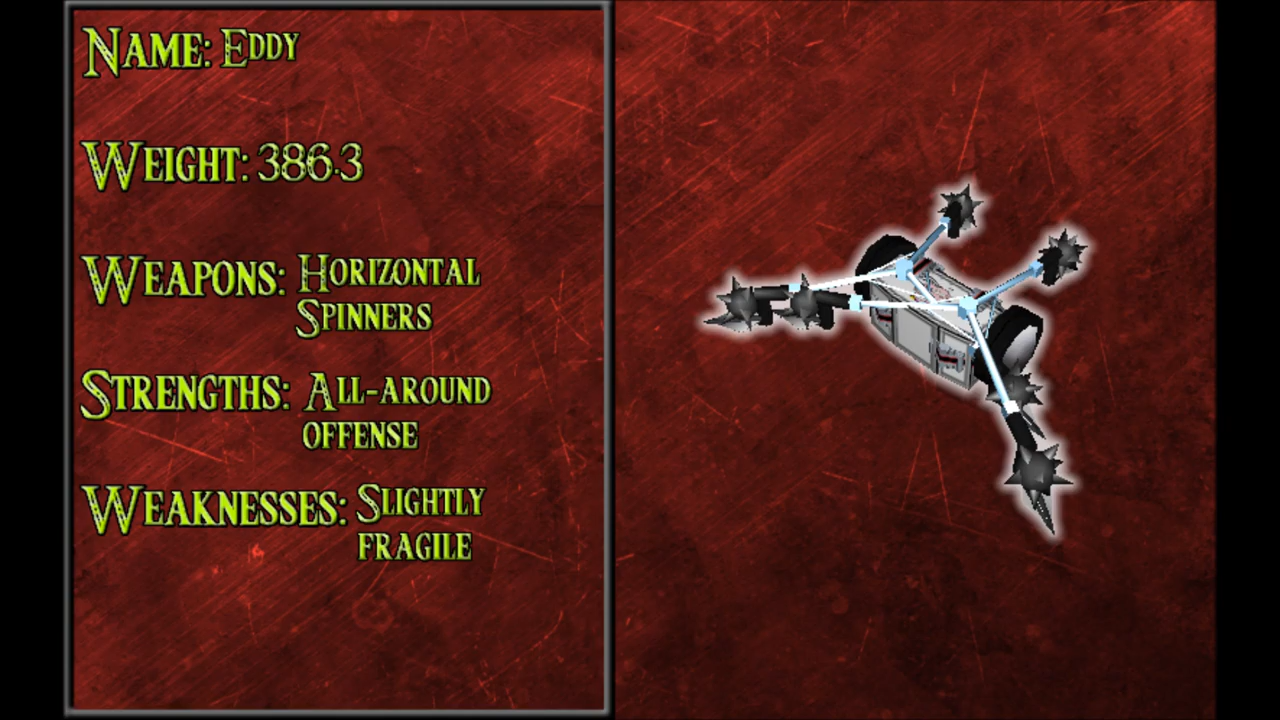 Name: Eddy
Weight: 386.3
Weapons: Horizontal
Spinners
Strengths: All-around
offense
Weaknesses: Slightly
fragile